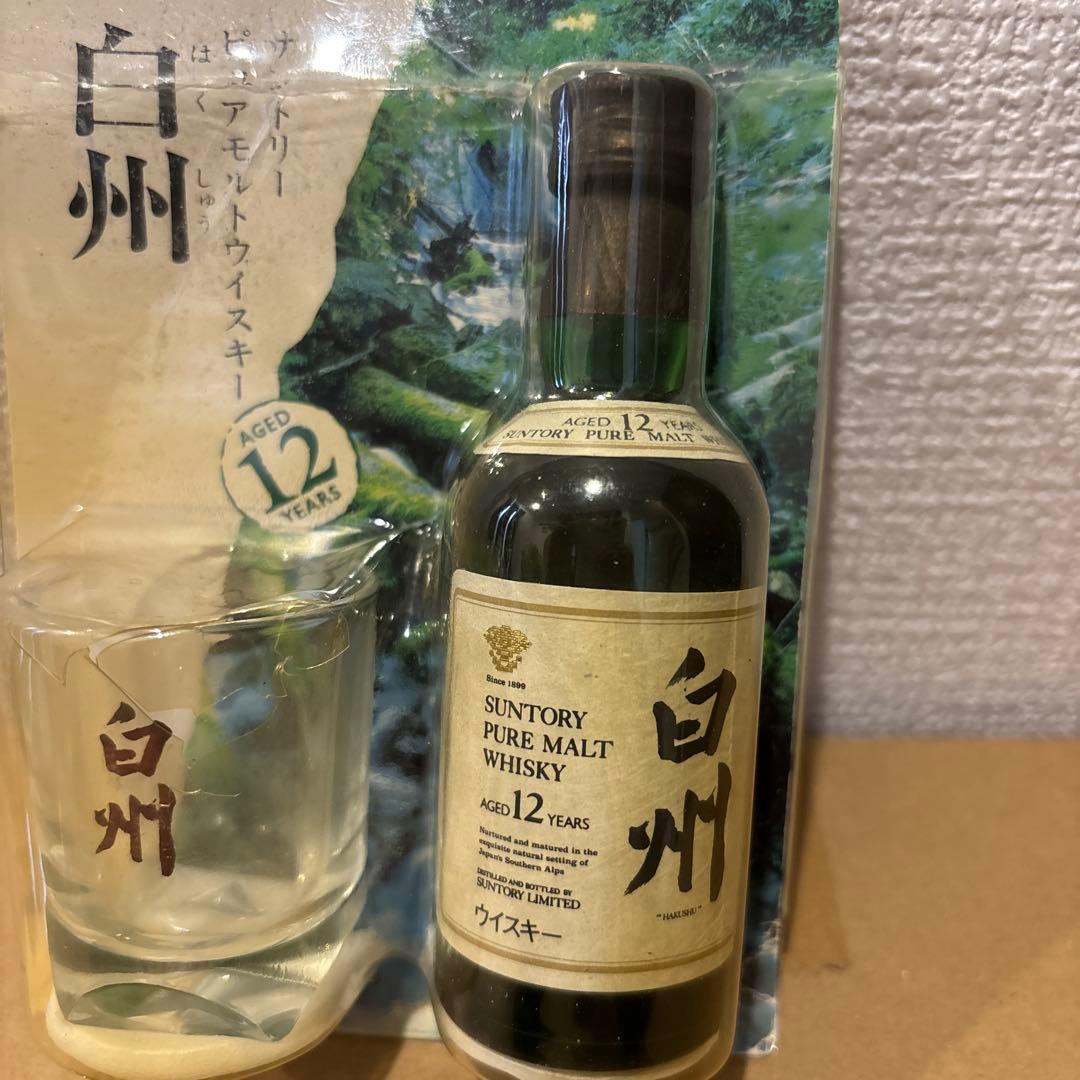 サントリー
ピュアモルトウイスキー
はくしゅう
白州
AGED
12
YEARS
白州
AGED 12 YEARS
SUNTORY PURE MALT WHI
Since 1899
SUNTORY
PURE MALT
WHISKY
AGED 12 YEARS
Nurtured and matured in the
exquisite natural setting of
Japan's Southern Alps
DISTILLED AND BOTTLED BY
SUNTORY LIMITED
ウイスキー
白州
"HAKUSHU"